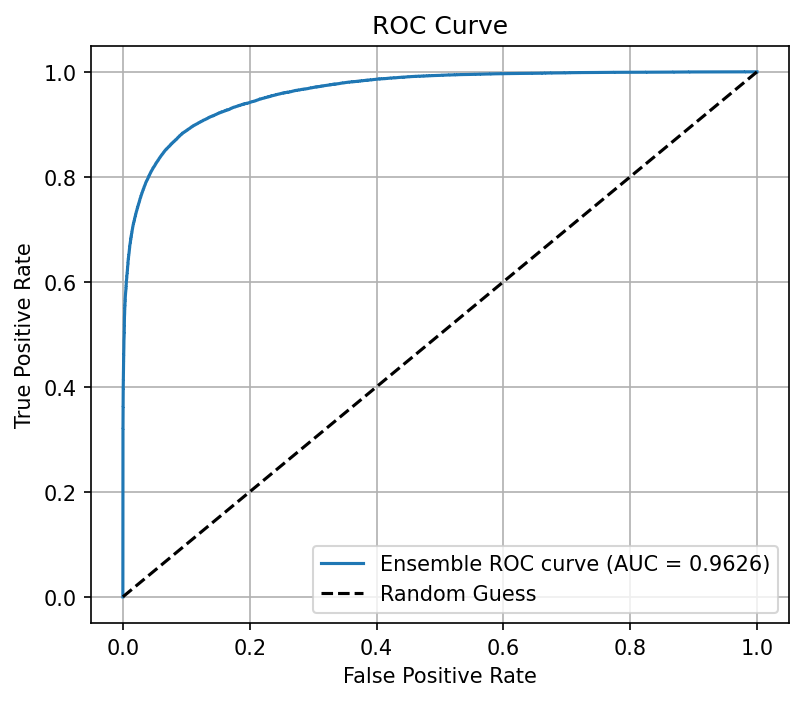 ROC Curve
1.0
0.8
0.6
0.4
0.2
0.0
True Positive Rate
Ensemble ROC curve (AUC = 0.9626)
Random Guess
0.0 0.2 0.4 0.6 0.8 1.0
False Positive Rate